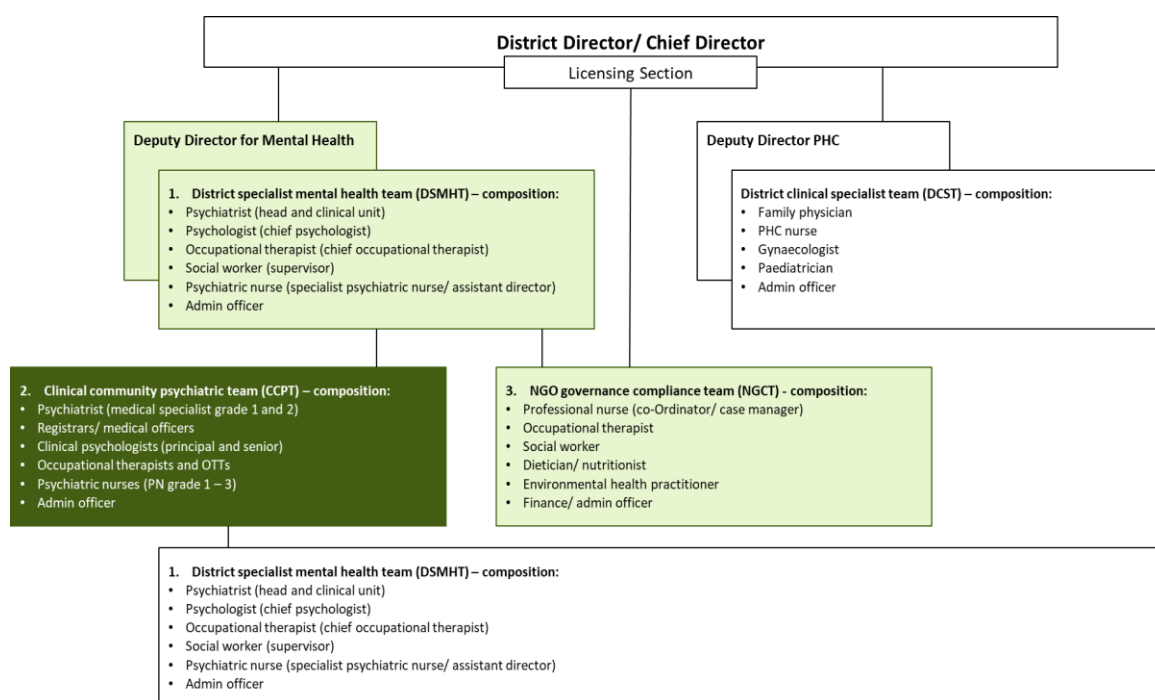 District Director/ Chief Director
Licensing Section
Deputy Director for Mental Health
1. District specialist mental health team (DSMHT) – composition:
• Psychiatrist (head and clinical unit)
• Psychologist (chief psychologist)
• Occupational therapist (chief occupational therapist)
• Social worker (supervisor)
• Psychiatric nurse (specialist psychiatric nurse/ assistant director)
• Admin officer
Deputy Director PHC
District clinical specialist team (DCST) – composition:
• Family physician
• PHC nurse
• Gynaecologist
• Paediatrician
• Admin officer
2. Clinical community psychiatric team (CCPT) – composition:
• Psychiatrist (medical specialist grade 1 and 2)
• Registrars/ medical officers
• Clinical psychologists (principal and senior)
• Occupational therapists and OTTs
• Psychiatric nurses (PN grade 1 – 3)
• Admin officer
3. NGO governance compliance team (NGCT) - composition:
• Professional nurse (co-Ordinator/ case manager)
• Occupational therapist
• Social worker
• Dietician/ nutritionist
• Environmental health practitioner
• Finance/ admin officer
1. District specialist mental health team (DSMHT) – composition:
• Psychiatrist (head and clinical unit)
• Psychologist (chief psychologist)
• Occupational therapist (chief occupational therapist)
• Social worker (supervisor)
• Psychiatric nurse (specialist psychiatric nurse/ assistant director)
• Admin officer